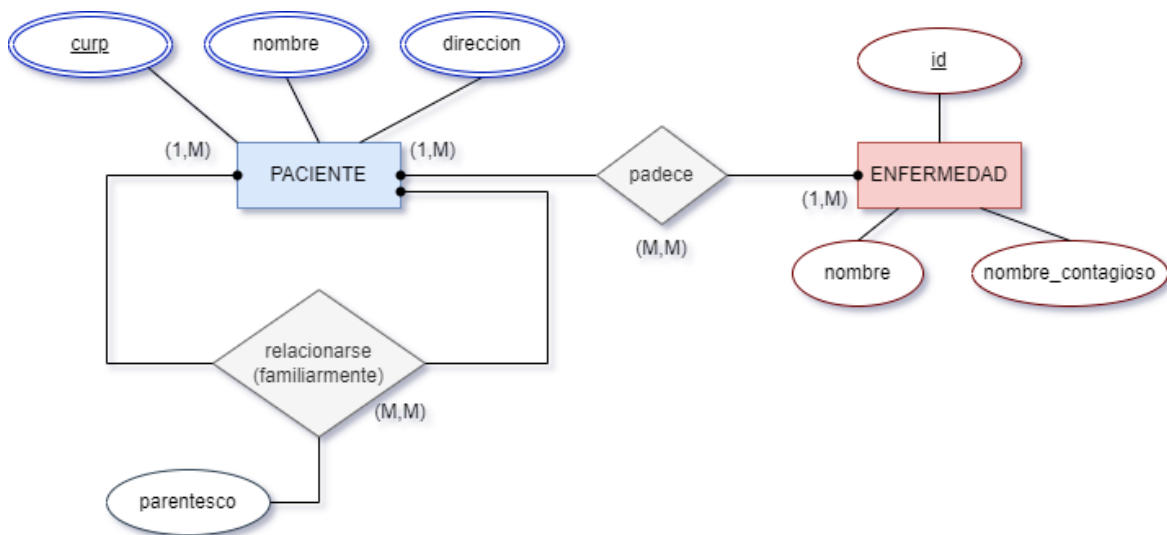 curp
nombre
direccion
id
(1,M)
(1,M)
PACIENTE
padece
ENFERMEDAD
(1,M)
(M,M)
nombre
nombre_contagioso
relacionarse
(familiarmente)
(M,M)
parentesco